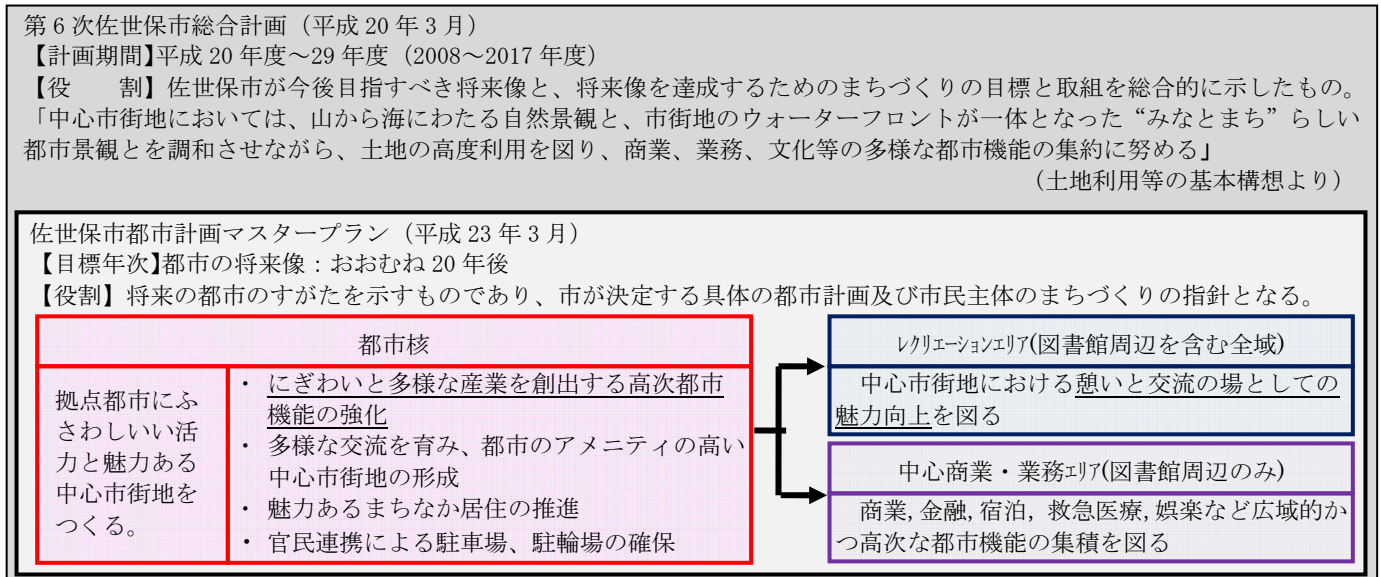 第6次佐世保市総合計画（平成20年3月）
【計画期間】平成20年度～29年度（2008～2017年度）
【役　　割】佐世保市が今後目指すべき将来像と、将来像を達成するためのまちづくりの目標と取組を総合的に示したもの。
「中心市街地においては、山から海にわたる自然景観と、市街地のウォーターフロントが一体となった“みなとまち”らしい
都市景観とを調和させながら、土地の高度利用を図り、商業、業務、文化等の多様な都市機能の集約に努める」
（土地利用等の基本構想より）
佐世保市都市計画マスタープラン（平成23年3月）
【目標年次】都市の将来像：おおむね20年後
【役割】将来の都市のすがたを示すものであり、市が決定する具体の都市計画及び市民主体のまちづくりの指針となる。
都市核
拠点都市にふ
さわしいい活
力と魅力ある
中心市街地を
つくる。
・ にぎわいと多様な産業を創出する高次都市
機能の強化
・ 多様な交流を育み、都市のアメニティの高い
中心市街地の形成
・ 魅力あるまちなか居住の推進
・ 官民連携による駐車場、駐輪場の確保
ﾚｸﾘｴｰｼｮﾝｴﾘｱ(図書館周辺を含む全域)
中心市街地における憩いと交流の場としての
魅力向上を図る
中心商業・業務ｴﾘｱ(図書館周辺のみ)
商業,金融,宿泊,救急医療,娯楽など広域的か
つ高次な都市機能の集積を図る